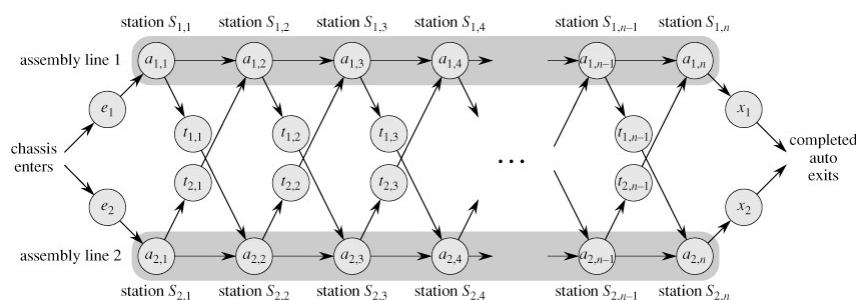 station S1,1 station S1,2 station S1,3 station S1,4 station S1,n–1 station S1,n
assembly line 1 a1,1 a1,2 a1,3 a1,4 a1,n–1 a1,n
e1 x1
t1,1 t1,2 t1,3 t1,n–1
chassis
enters
...
completed
auto
exits
t2,1 t2,2 t2,3 t2,n–1
e2 x2
assembly line 2 a2,1 a2,2 a2,3 a2,4 a2,n–1 a2,n
station S2,1 station S2,2 station S2,3 station S2,4 station S2,n–1 station S2,n